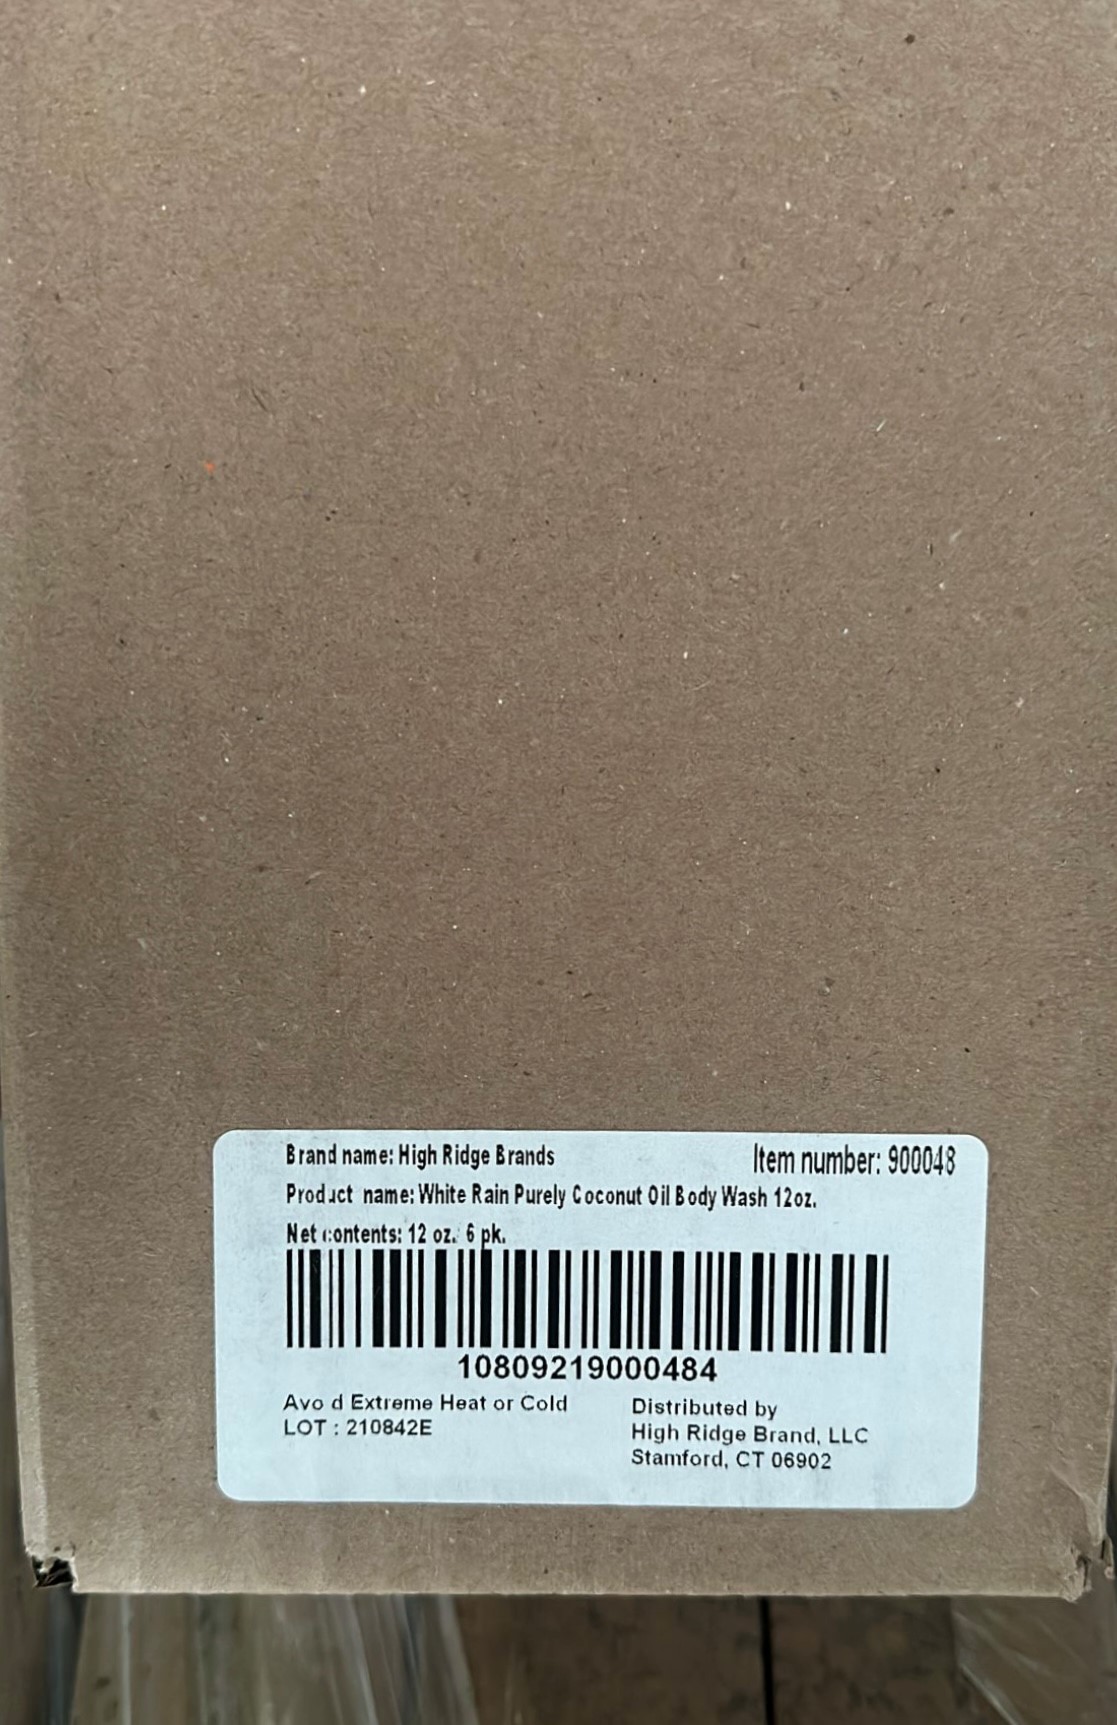 Brand name: High Ridge Brands
Item number: 900048
Product name: White Rain Purely Coconut Oil Body Wash 12oz.
Net contents: 12 oz. 6 pk.
10809219000484
Avo d Extreme Heat or Cold
LOT : 210842E
Distributed by
High Ridge Brand, LLC
Stamford, CT 06902